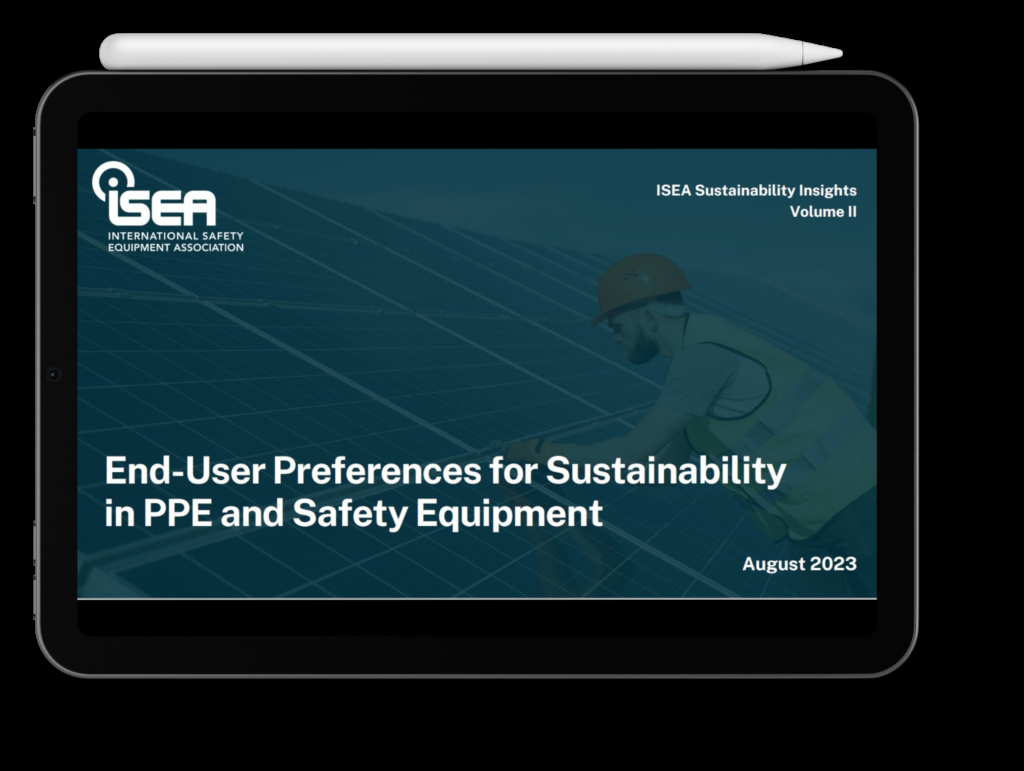 iSEA
INTERNATIONAL SAFETY
EQUIPMENT ASSOCIATION
ISEA Sustainability Insights
Volume II
End-User Preferences for Sustainability
in PPE and Safety Equipment
August 2023